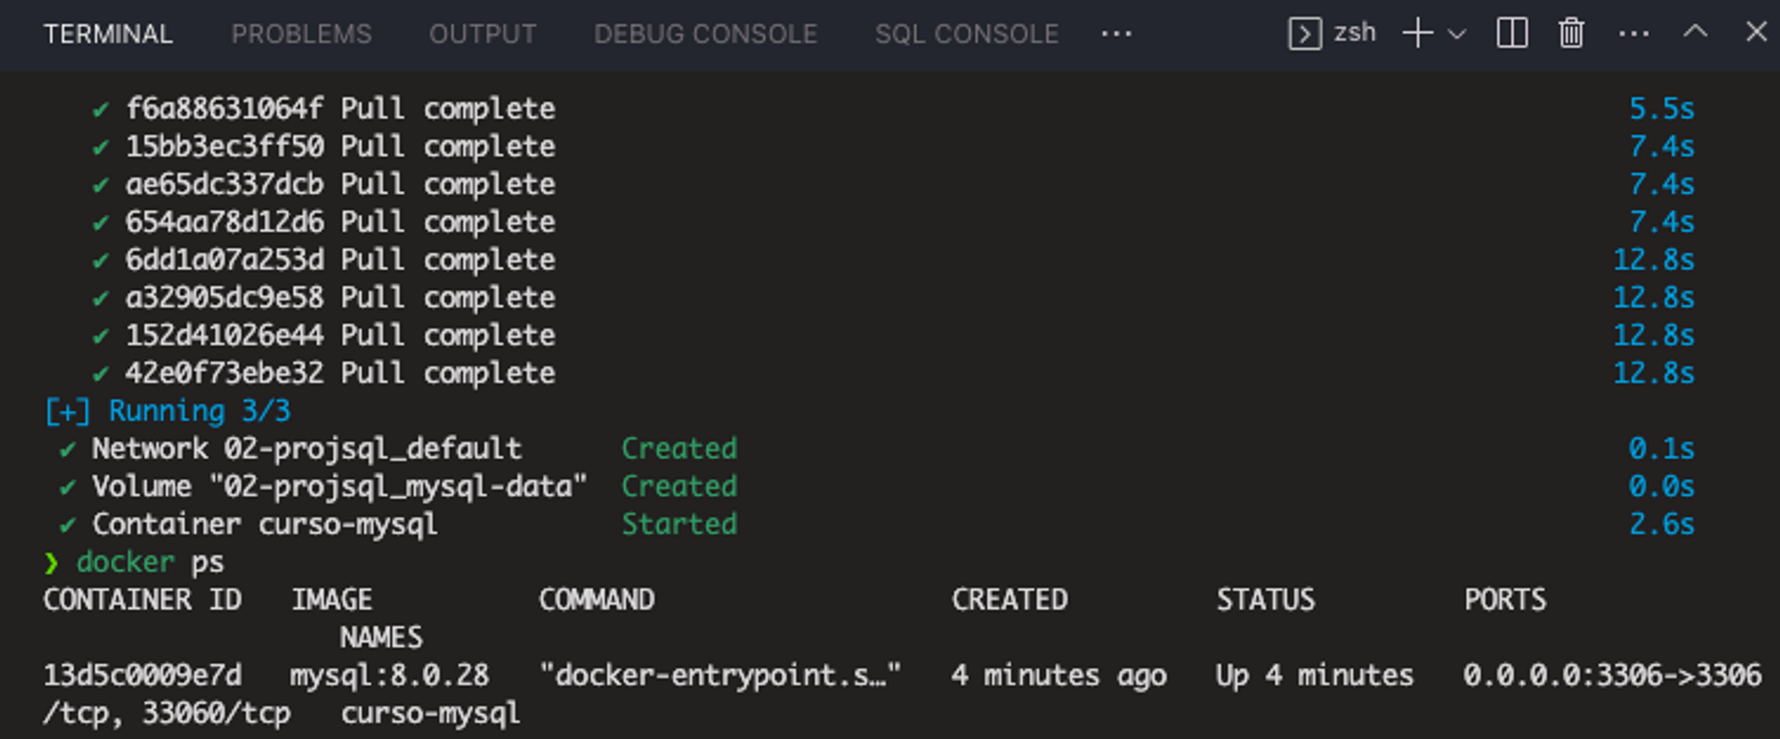 TERMINAL PROBLEMS OUTPUT DEBUG CONSOLE SQL CONSOLE ··· zsh ···
✔ f6a88631064f Pull complete 5.5s
✔ 15bb3ec3ff50 Pull complete 7.4s
✔ ae65dc337dcb Pull complete 7.4s
✔ 654aa78d12d6 Pull complete 7.4s
✔ 6dd1a07a253d Pull complete 12.8s
✔ a32905dc9e58 Pull complete 12.8s
✔ 152d41026e44 Pull complete 12.8s
✔ 42e0f73ebe32 Pull complete 12.8s
[+] Running 3/3
✔ Network 02-projsql_default Created 0.1s
✔ Volume "02-projsql_mysql-data" Created 0.0s
✔ Container curso-mysql Started 2.6s
❯ docker ps
CONTAINER ID IMAGE COMMAND CREATED STATUS PORTS
NAMES
13d5c0009e7d mysql:8.0.28 "docker-entrypoint.s…" 4 minutes ago Up 4 minutes 0.0.0.0:3306->3306
/tcp, 33060/tcp curso-mysql